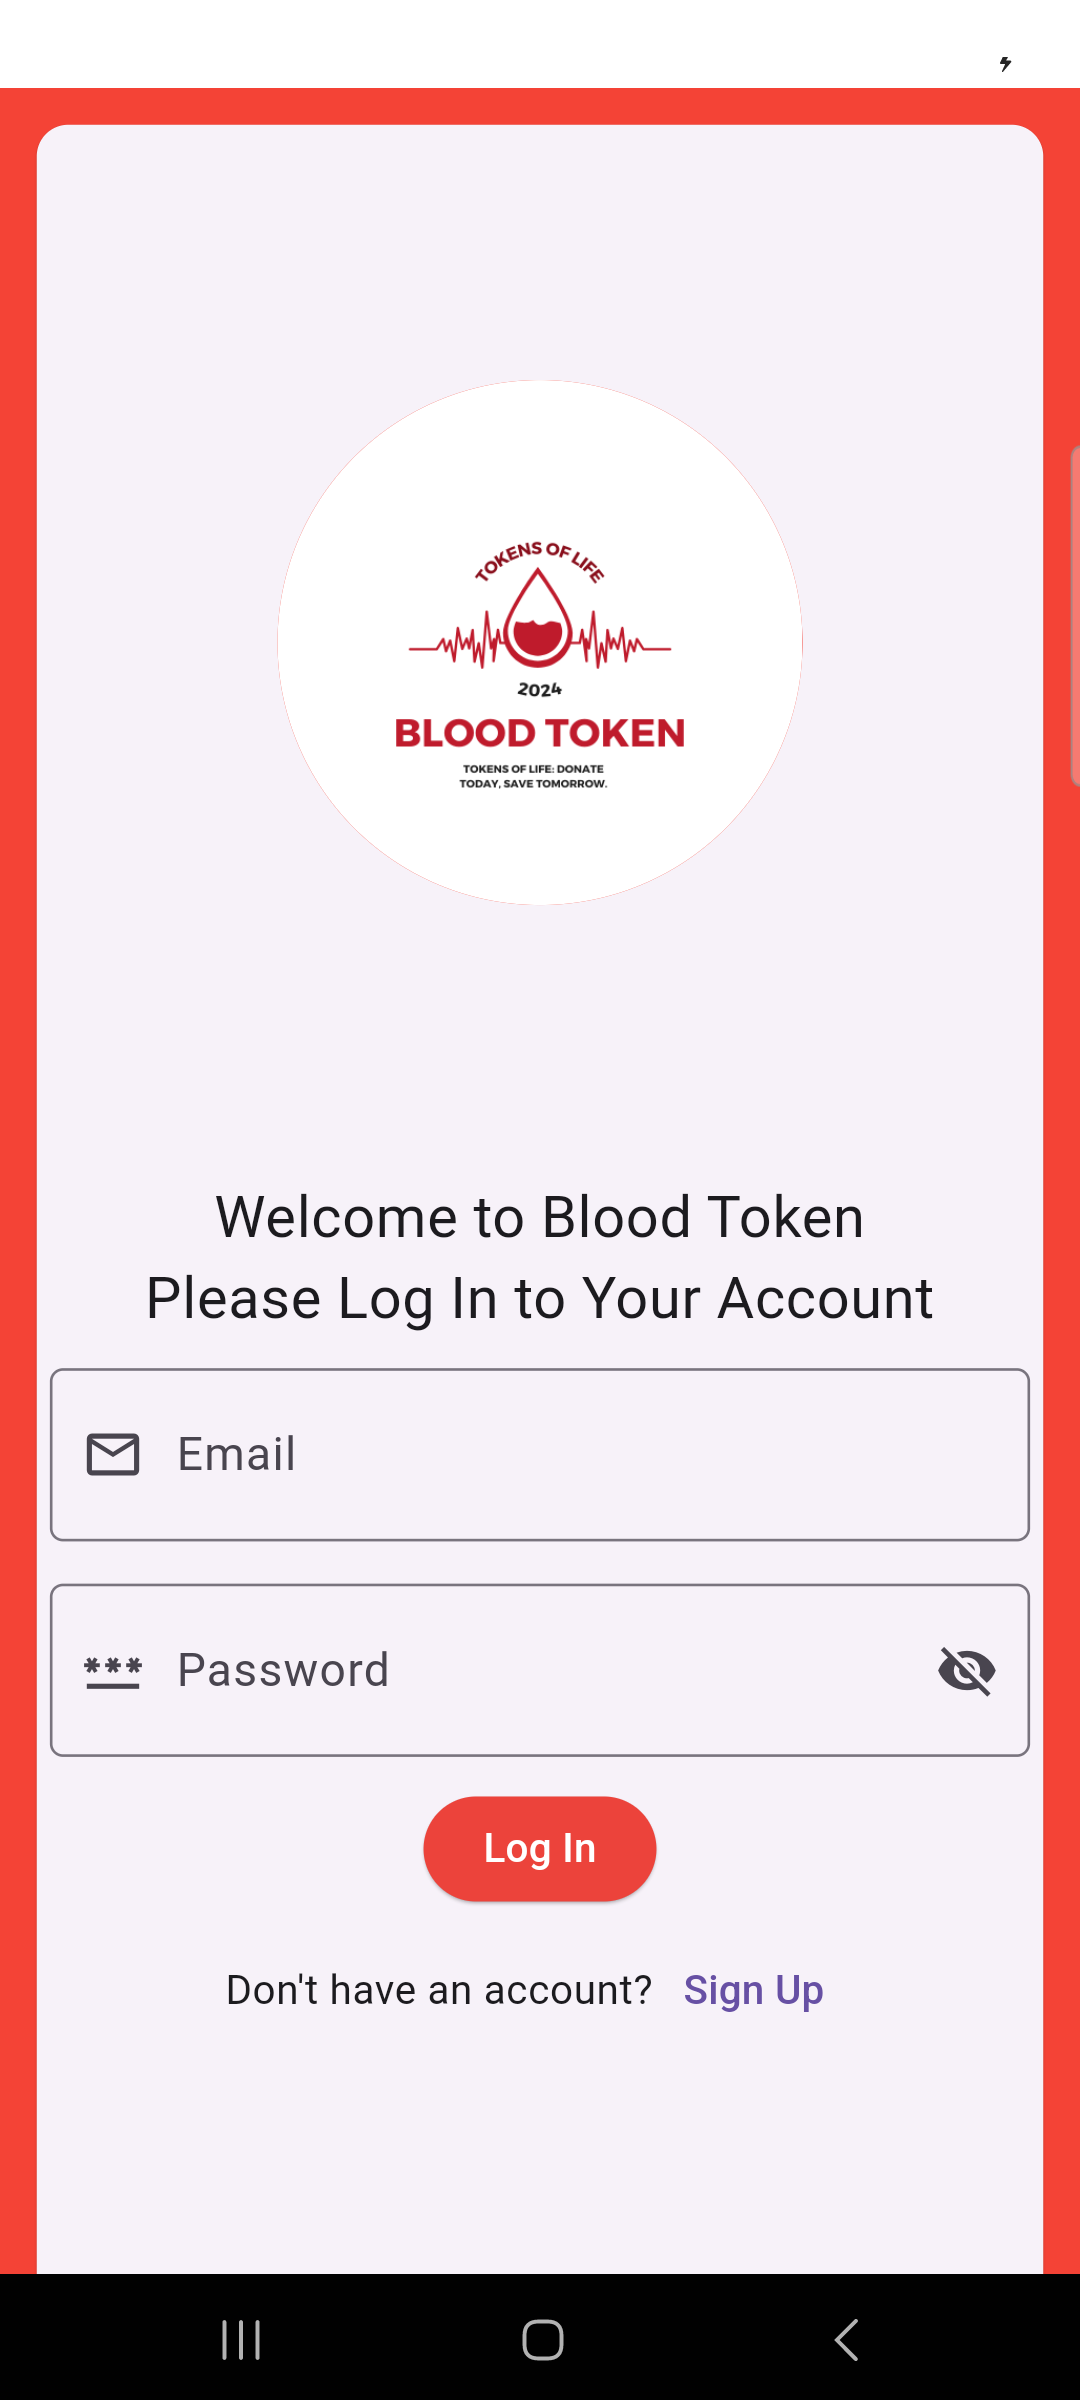 TOKENS OF LIFE
2024
BLOOD TOKEN
TOKENS OF LIFE: DONATE
TODAY, SAVE TOMORROW.
Welcome to Blood Token
Please Log In to Your Account
Email
Password
Log In
Don't have an account? Sign Up